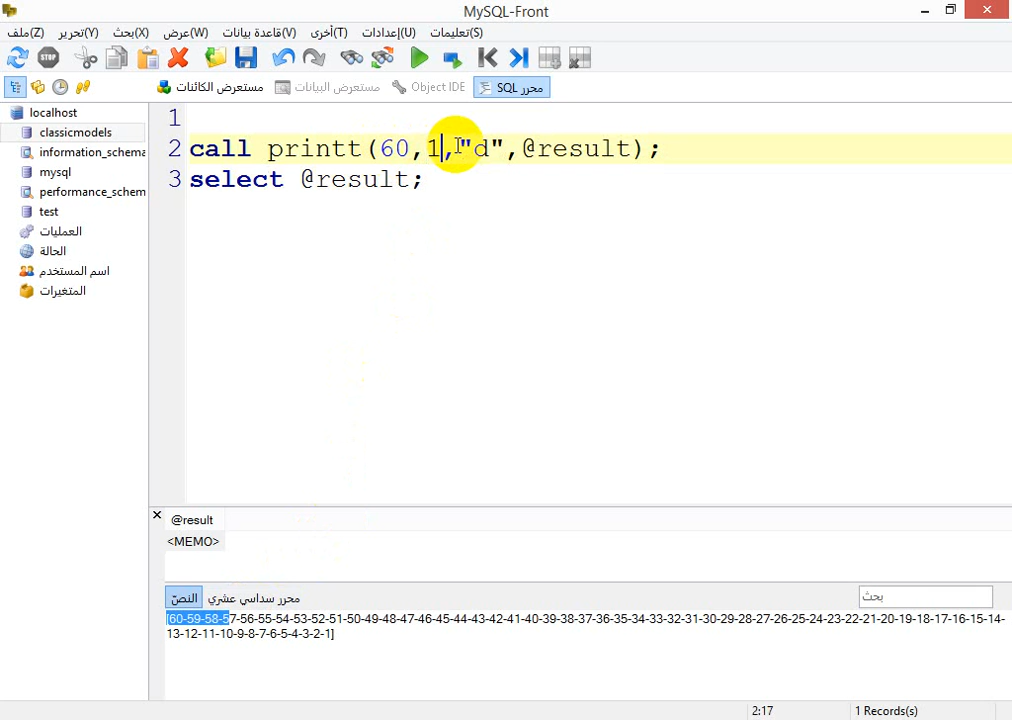 MySQL-Front
ملف(Z) تحرير(Y) بحث(X) عرض(W) قاعدة بيانات(V) إعدادات(U) أخرى(T) تعليمات(S)
مستعرض الكائنات مستعرض البيانات Object IDE محرر SQL
localhost
classicmodels
information_schema
mysql
performance_schem
test
العمليات
الحالة
اسم المستخدم
المتغيرات
1
2 call printt(60,1,"d",@result);
3 select @result;
@result
<MEMO>
النصّ محرر سداسي عشري بحث
[60-59-58-57-56-55-54-53-52-51-50-49-48-47-46-45-44-43-42-41-40-39-38-37-36-35-34-33-32-31-30-29-28-27-26-25-24-23-22-21-20-19-18-17-16-15-14-
13-12-11-10-9-8-7-6-5-4-3-2-1]
2:17 1 Records(s)